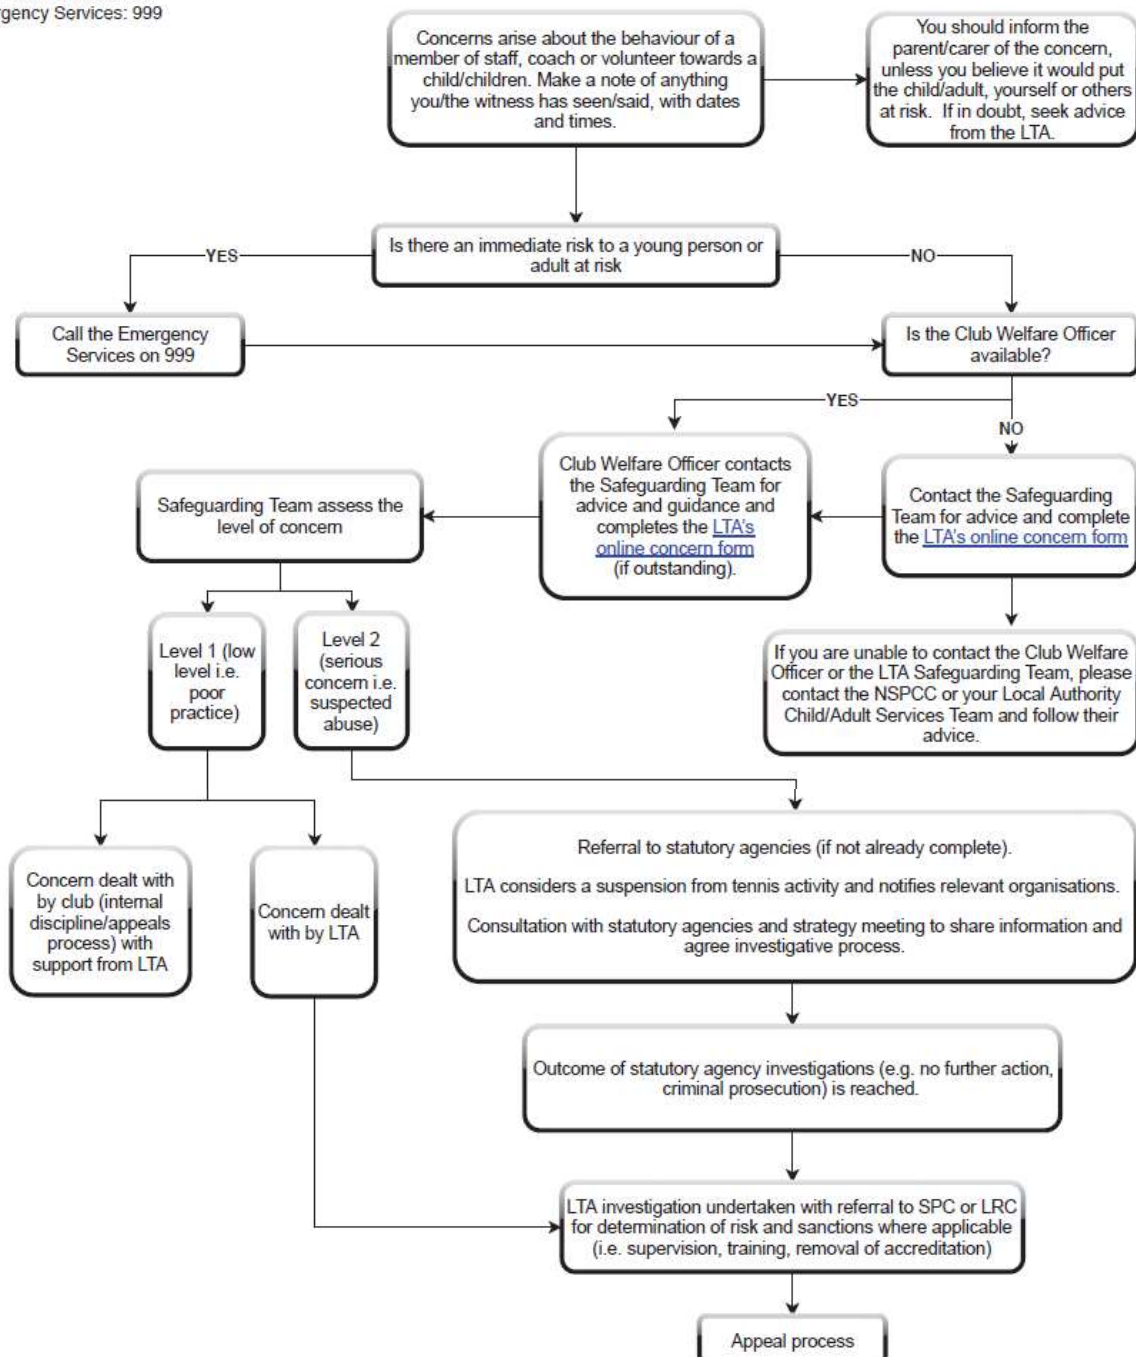 rgency Services: 999
Concerns arise about the behaviour of a
member of staff, coach or volunteer towards a
child/children. Make a note of anything
you/the witness has seen/said, with dates
and times.
You should inform the
parent/carer of the concern,
unless you believe it would put
the child/adult, yourself or others
at risk. If in doubt, seek advice
from the LTA.
Is there an immediate risk to a young person or
adult at risk
YES
NO
Call the Emergency
Services on 999
Is the Club Welfare Officer
available?
YES
NO
Club Welfare Officer contacts
the Safeguarding Team for
advice and guidance and
completes the LTA's
online concern form
(if outstanding).
Contact the Safeguarding
Team for advice and complete
the LTA's online concern form
Safeguarding Team assess the
level of concern
Level 1 (low
level i.e.
poor
practice)
Level 2
(serious
concern i.e.
suspected
abuse)
If you are unable to contact the Club Welfare
Officer or the LTA Safeguarding Team, please
contact the NSPCC or your Local Authority
Child/Adult Services Team and follow their
advice.
Concern dealt with
by club (internal
discipline/appeals
process) with
support from LTA
Concern dealt
with by LTA
Referral to statutory agencies (if not already complete).
LTA considers a suspension from tennis activity and notifies relevant organisations.
Consultation with statutory agencies and strategy meeting to share information and
agree investigative process.
Outcome of statutory agency investigations (e.g. no further action,
criminal prosecution) is reached.
LTA investigation undertaken with referral to SPC or LRC
for determination of risk and sanctions where applicable
(i.e. supervision, training, removal of accreditation)
Appeal process